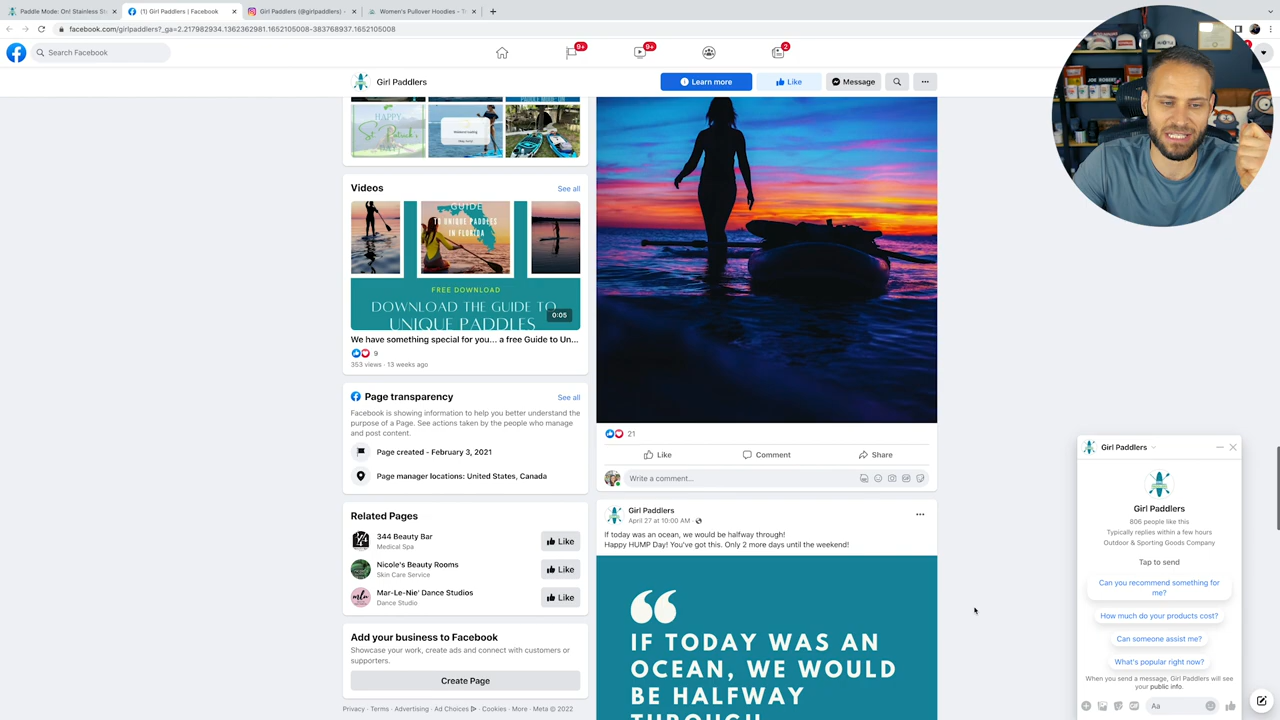 Paddle Mode: On! Stainless St
(1) Girl Paddlers | Facebook
Girl Paddlers (@girlpaddlers)
Women's Pullover Hoodies
facebook.com/girlpaddlers?_ga=2.217982934.1362362981.1652105008-383768937.1652105008
Search Facebook
9+
9+
2
Girl Paddlers
Learn more
Like
Message
HAPPY
Videos
See all
GUIDE
TO UNIQUE PADDLES
IN FLORIDA
FREE DOWNLOAD
DOWNLOAD THE GUIDE TO
UNIQUE PADDLES
0:05
We have something special for you... a free Guide to Un...
9
353 views · 13 weeks ago
Page transparency
See all
Facebook is showing information to help you better understand the
purpose of a Page. See actions taken by the people who manage
and post content.
Page created - February 3, 2021
Page manager locations: United States, Canada
Related Pages
344 Beauty Bar
Medical Spa
Like
Nicole's Beauty Rooms
Skin Care Service
Like
Mar-Le-Nie' Dance Studios
Dance Studio
Like
Add your business to Facebook
Showcase your work, create ads and connect with customers or
supporters.
Create Page
Privacy · Terms · Advertising · Ad Choices · Cookies · More · Meta © 2022
21
Like
Comment
Share
Write a comment...
Girl Paddlers
April 27 at 10:00 AM ·
If today was an ocean, we would be halfway through!
Happy HUMP Day! You've got this. Only 2 more days until the weekend!
IF TODAY WAS AN
OCEAN, WE WOULD
BE HALFWAY
THROUGH
Girl Paddlers
Girl Paddlers
806 people like this
Typically replies within a few hours
Outdoor & Sporting Goods Company
Tap to send
Can you recommend something for
me?
How much do your products cost?
Can someone assist me?
What's popular right now?
When you send a message, Girl Paddlers will see
your public info.
Aa